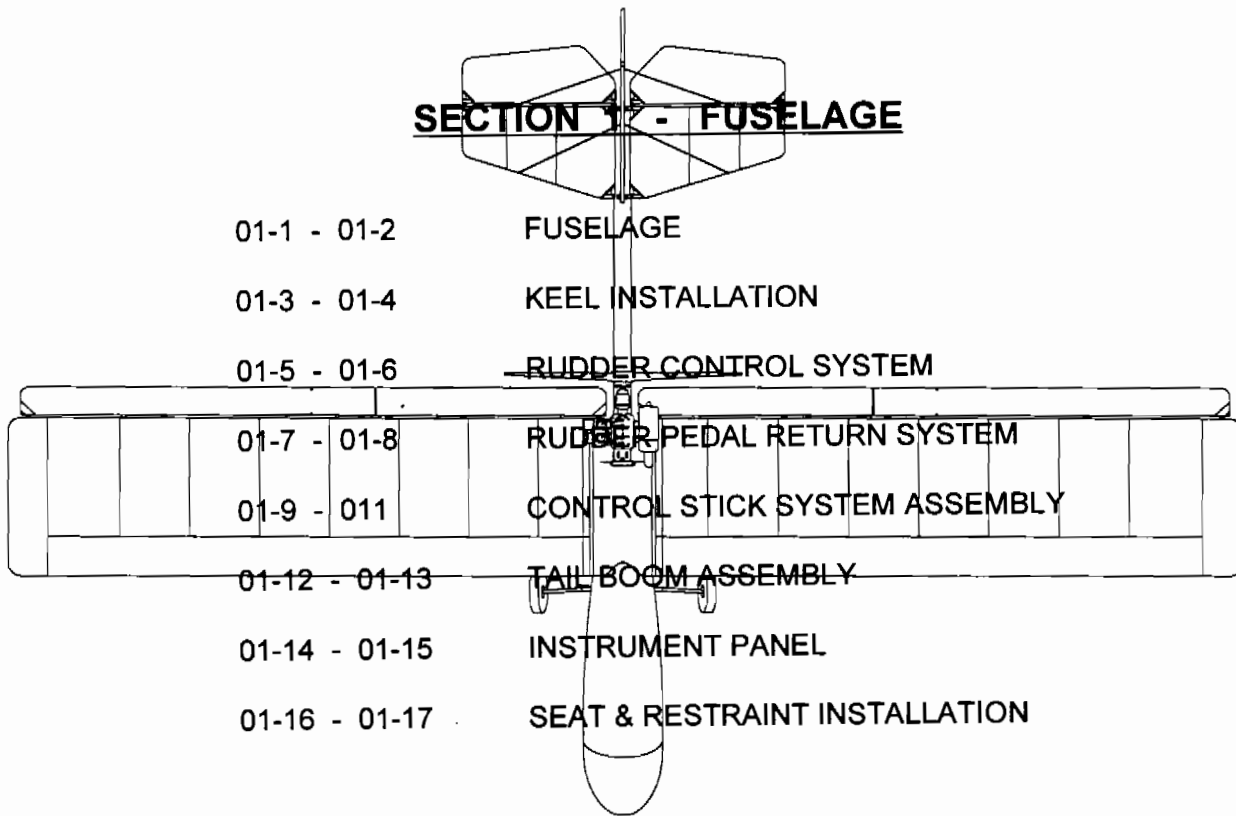 SECTION 1 - FUSELAGE
01-1 - 01-2 FUSELAGE
01-3 - 01-4 KEEL INSTALLATION
01-5 - 01-6 RUDDER CONTROL SYSTEM
01-7 - 01-8 RUDDER PEDAL RETURN SYSTEM
01-9 - 011 CONTROL STICK SYSTEM ASSEMBLY
01-12 - 01-13 TAIL BOOM ASSEMBLY
01-14 - 01-15 INSTRUMENT PANEL
01-16 - 01-17 SEAT & RESTRAINT INSTALLATION